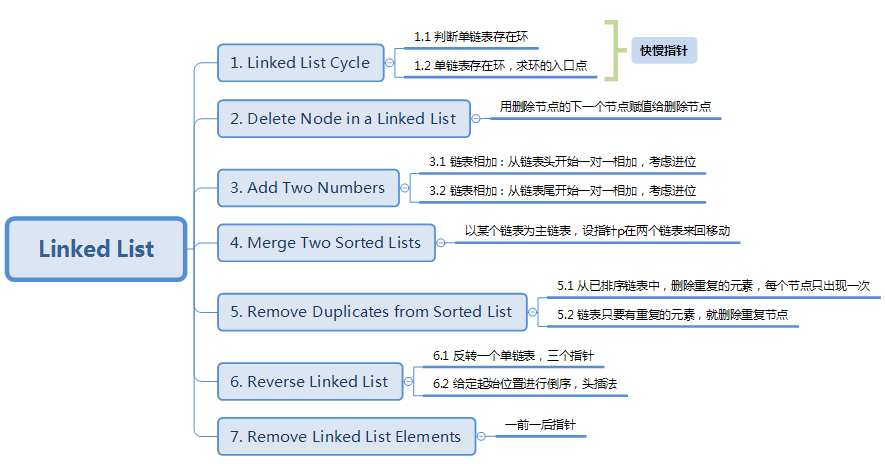 Linked List
1. Linked List Cycle
1.1 判断单链表存在环
1.2 单链表存在环，求环的入口点
快慢指针
2. Delete Node in a Linked List
用删除节点的下一个节点赋值给删除节点
3. Add Two Numbers
3.1 链表相加：从链表头开始一对一相加，考虑进位
3.2 链表相加：从链表尾开始一对一相加，考虑进位
4. Merge Two Sorted Lists
以某个链表为主链表，设指针p在两个链表来回移动
5. Remove Duplicates from Sorted List
5.1 从已排序链表中，删除重复的元素，每个节点只出现一次
5.2 链表只要有重复的元素，就删除重复节点
6. Reverse Linked List
6.1 反转一个单链表，三个指针
6.2 给定起始位置进行倒序，头插法
7. Remove Linked List Elements
一前一后指针